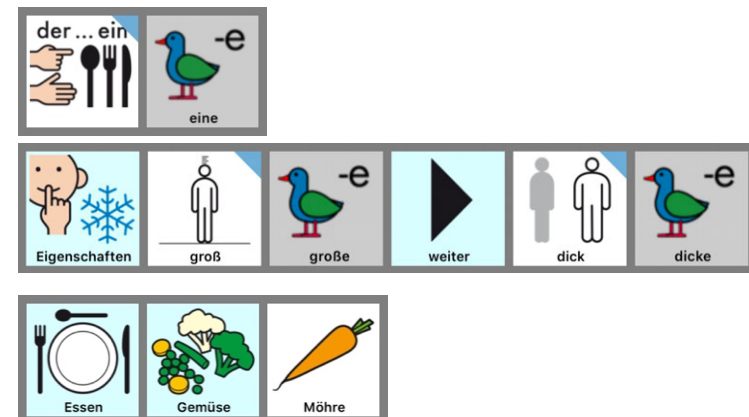 der ... ein -e
eine
-e -e
Eigenschaften groß große weiter dick dicke
Essen Gemüse Möhre